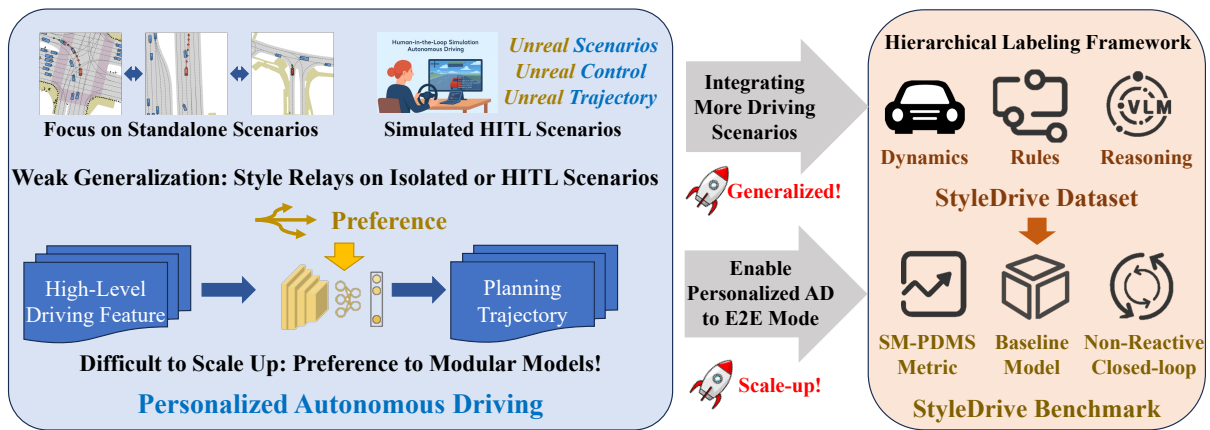 Human-in-the-Loop Simulation
Autonomous Driving
Unreal Scenarios
Unreal Control
Unreal Trajectory
Focus on Standalone Scenarios
Simulated HITL Scenarios
Weak Generalization: Style Relays on Isolated or HITL Scenarios
Preference
High-Level
Driving Feature
Planning
Trajectory
Difficult to Scale Up: Preference to Modular Models!
Personalized Autonomous Driving
Integrating
More Driving
Scenarios
Generalized!
Enable
Personalized AD
to E2E Mode
Scale-up!
Hierarchical Labeling Framework
VLM
Dynamics
Rules
Reasoning
StyleDrive Dataset
SM-PDMS
Metric
Baseline
Model
Non-Reactive
Closed-loop
StyleDrive Benchmark